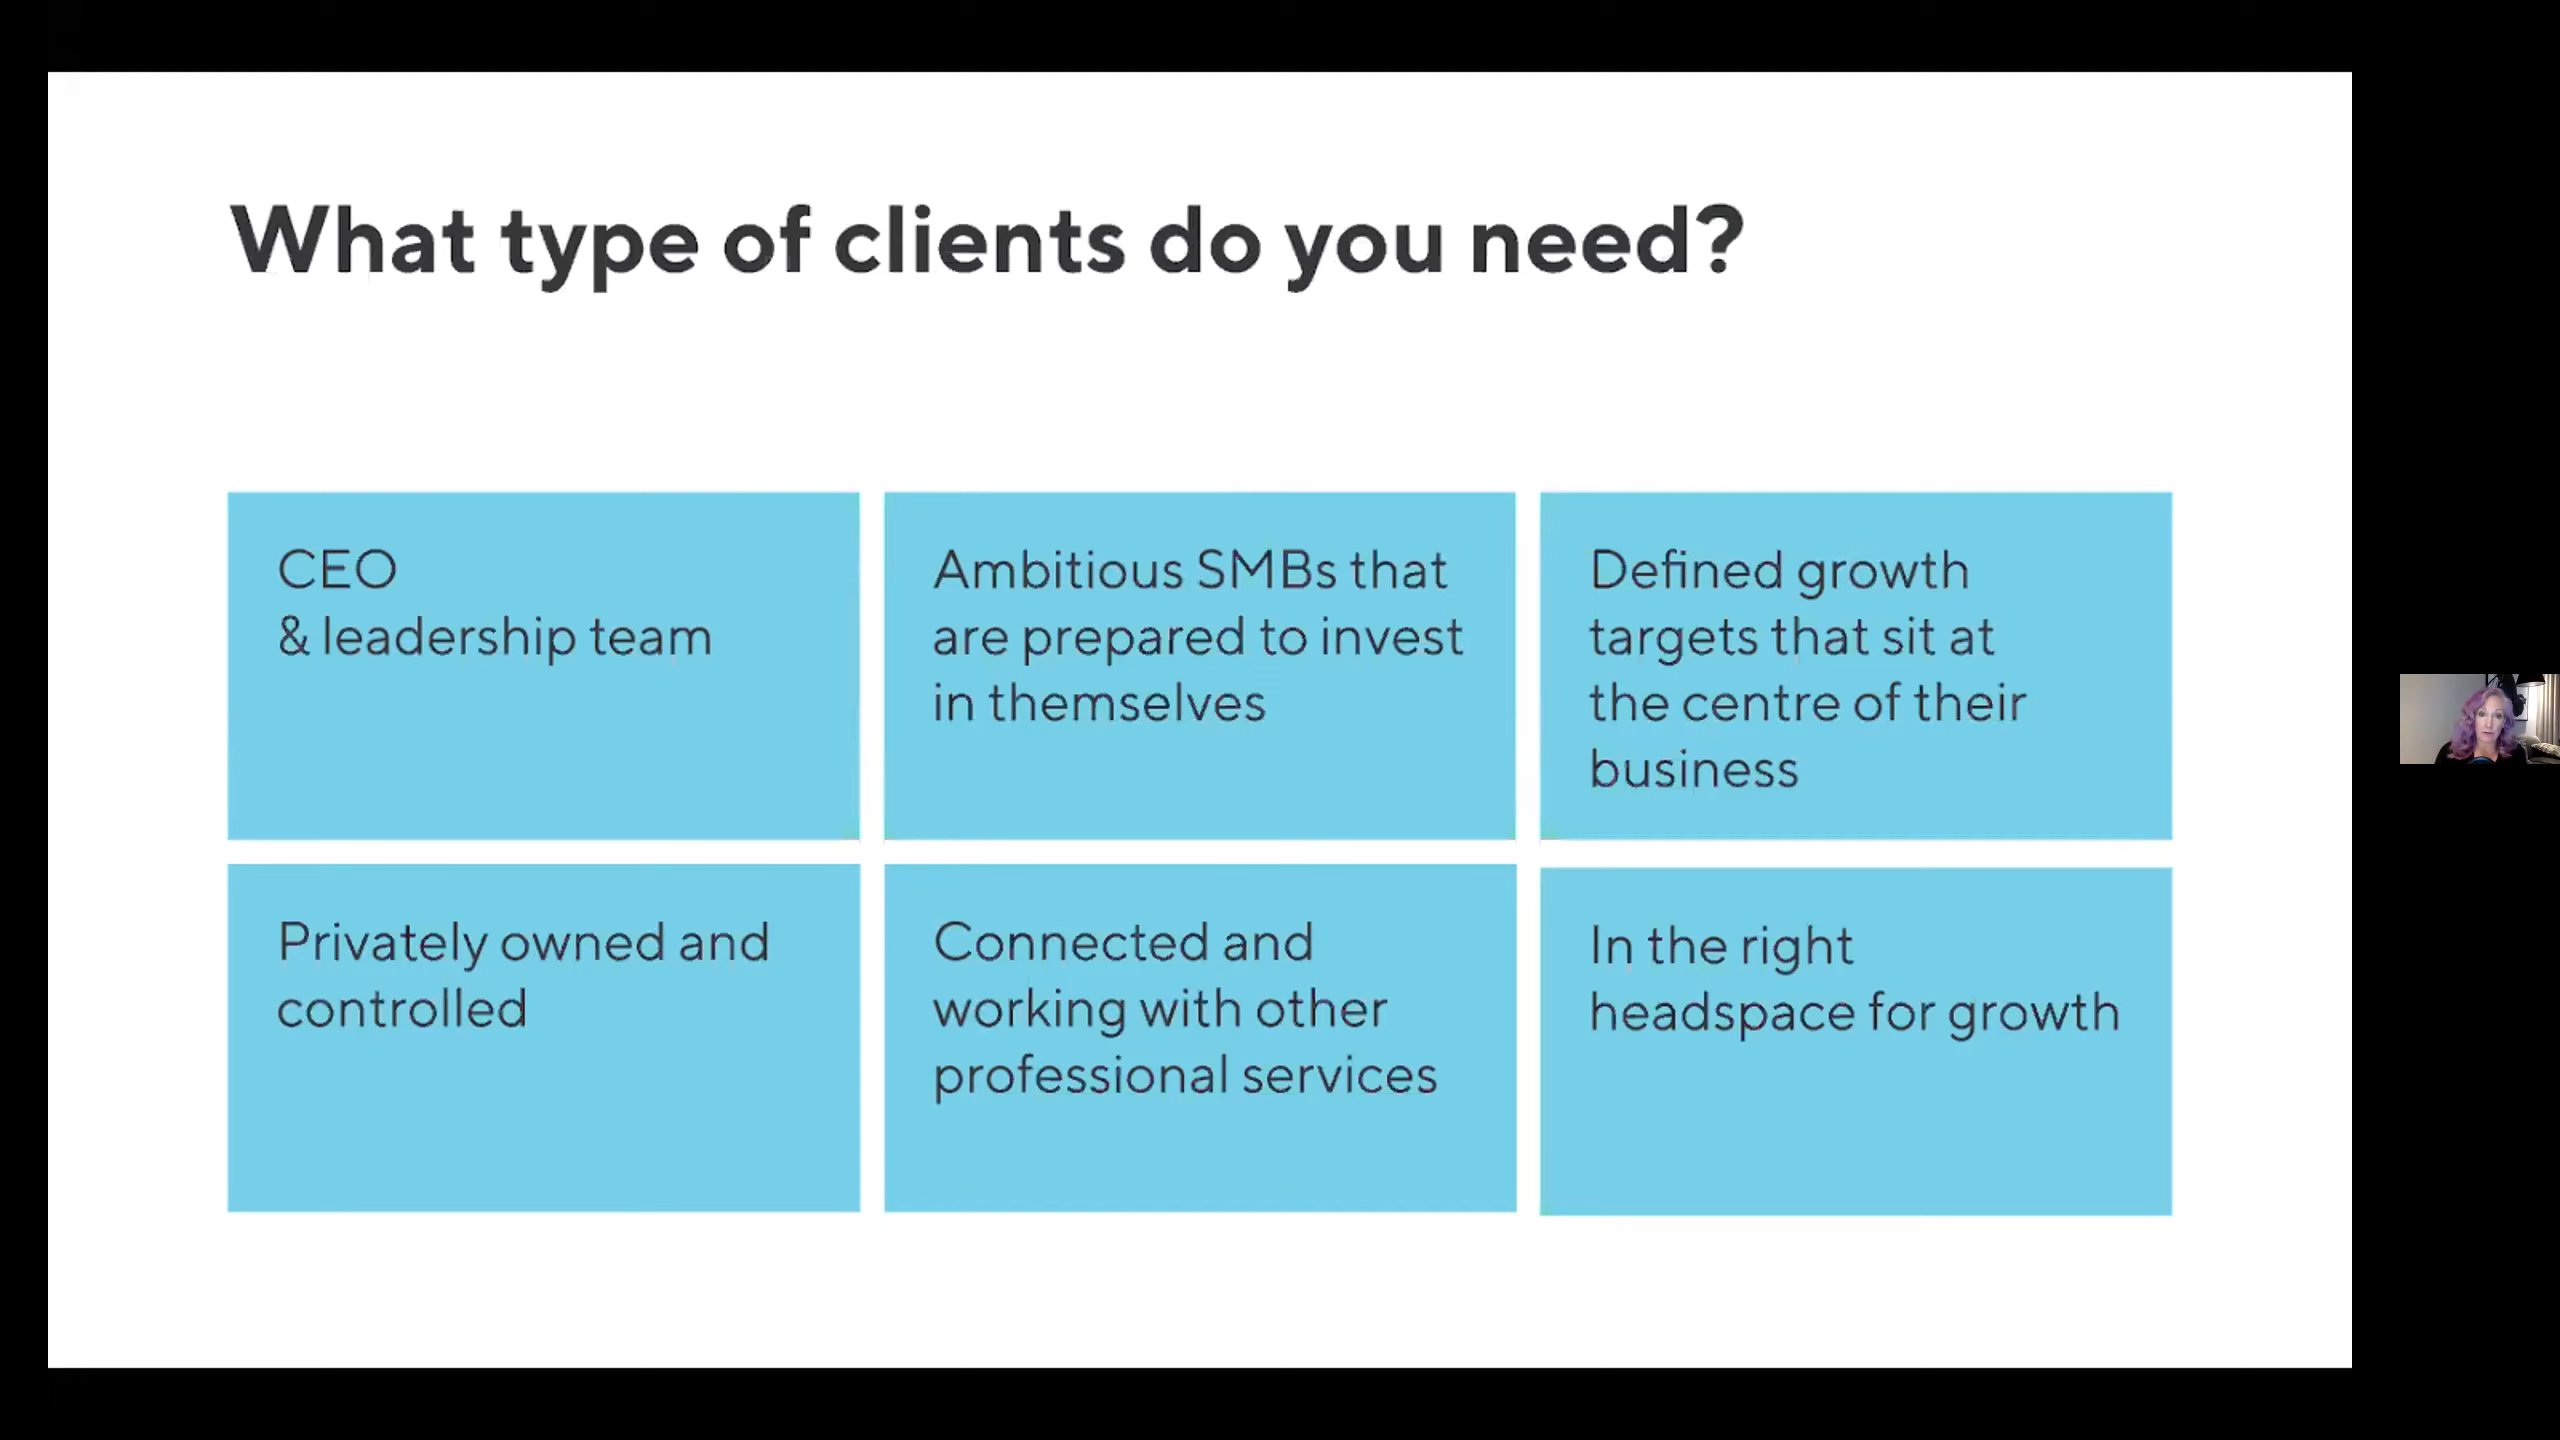 What type of clients do you need?
CEO
& leadership team
Ambitious SMBs that
are prepared to invest
in themselves
Defined growth
targets that sit at
the centre of their
business
Privately owned and
controlled
Connected and
working with other
professional services
In the right
headspace for growth